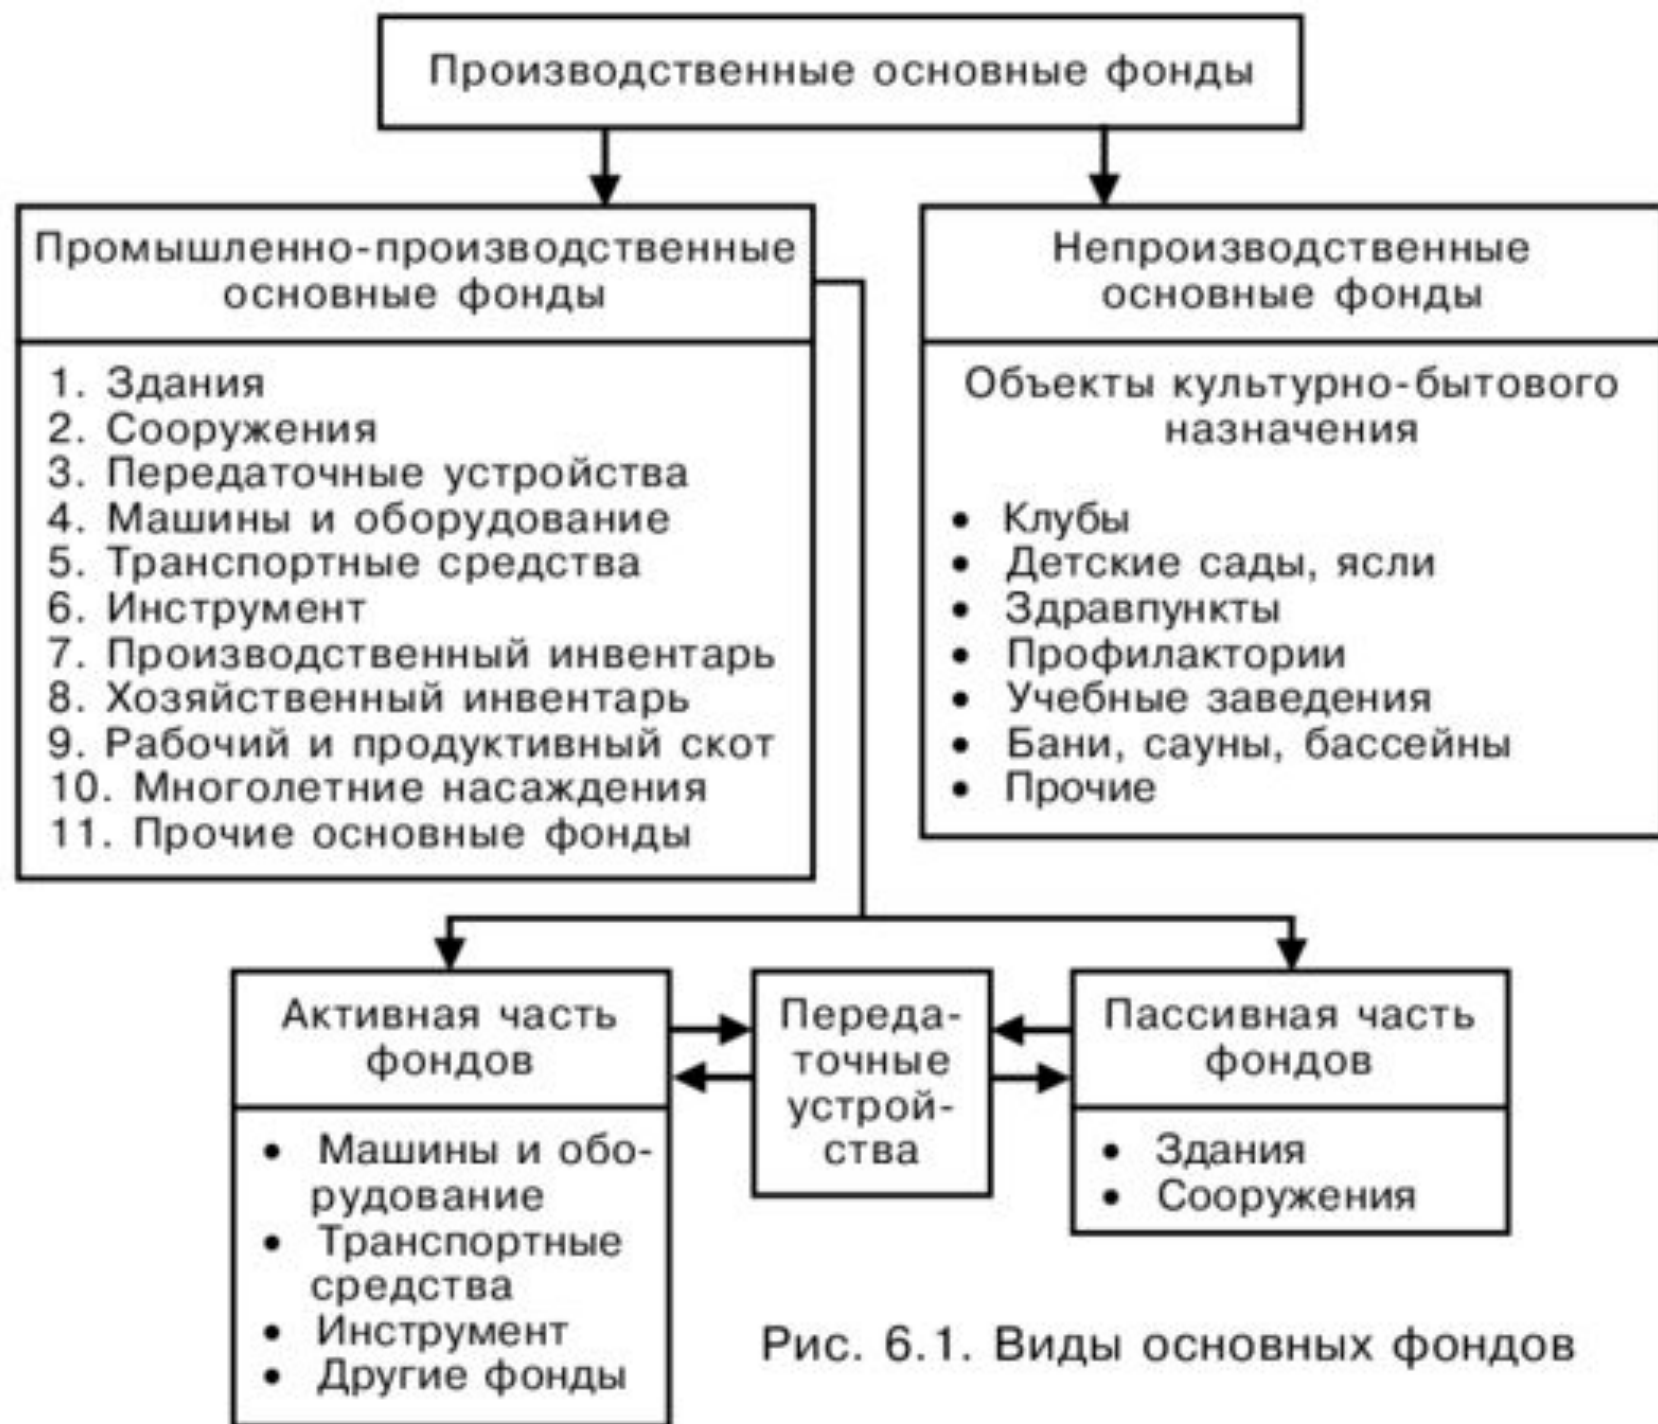 Производственные основные фонды
Промышленно-производственные
основные фонды
1. Здания
2. Сооружения
3. Передаточные устройства
4. Машины и оборудование
5. Транспортные средства
6. Инструмент
7. Производственный инвентарь
8. Хозяйственный инвентарь
9. Рабочий и продуктивный скот
10. Многолетние насаждения
11. Прочие основные фонды
Непроизводственные
основные фонды
Объекты культурно-бытового
назначения
• Клубы
• Детские сады, ясли
• Здравпункты
• Профилактории
• Учебные заведения
• Бани, сауны, бассейны
• Прочие
Активная часть
фондов
• Машины и обо-
рудование
• Транспортные
средства
• Инструмент
• Другие фонды
Переда-
точные
устрой-
ства
Пассивная часть
фондов
• Здания
• Сооружения
Рис. 6.1. Виды основных фондов